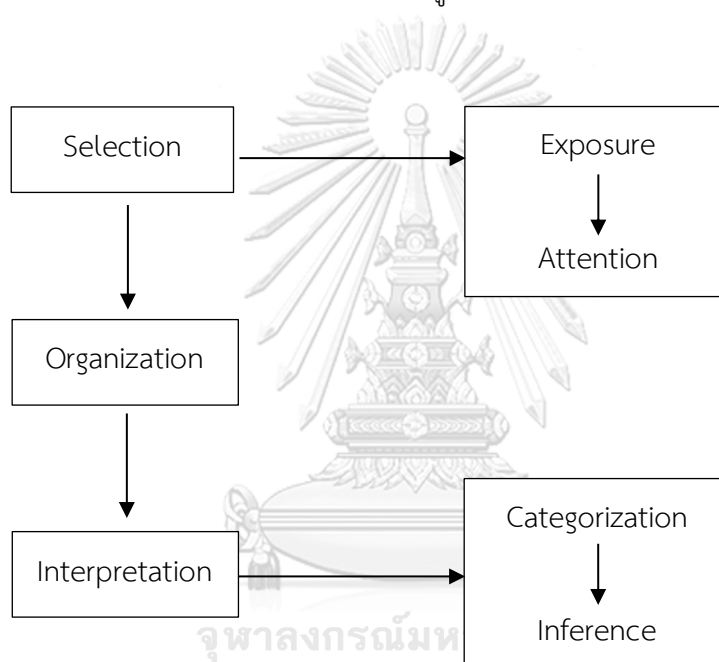 Selection
Exposure
Attention
Organization
Categorization
Interpretation
Inference
จุฬาลงกรณ์มห